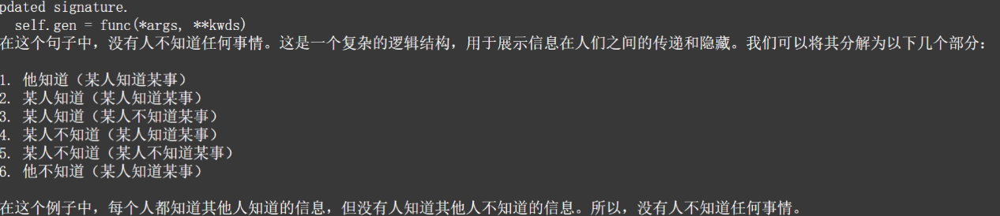 pdated signature.
self.gen = func(*args, **kwds)
在这个句子中，没有人不知道任何事情。这是一个复杂的逻辑结构，用于展示信息在人们之间的传递和隐藏。我们可以将其分解为以下几个部分：
1. 他知道（某人知道某事）
2. 某人知道（某人知道某事）
3. 某人知道（某人不知道某事）
4. 某人不知道（某人知道某事）
5. 某人不知道（某人不知道某事）
6. 他不知道（某人知道某事）
在这个例子中，每个人都知道其他人知道的信息，但没有人知道其他人不知道的信息。所以，没有人不知道任何事情。